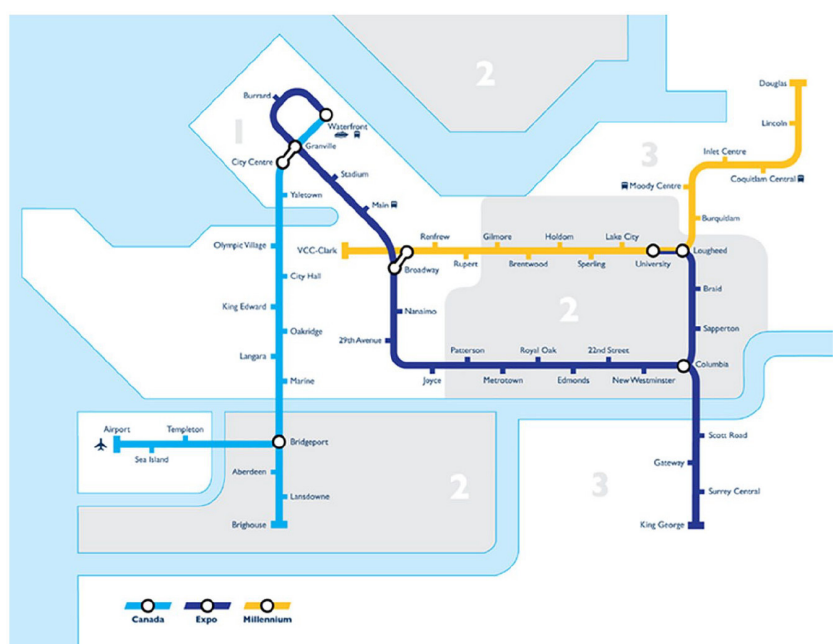 2
Douglas
Burrard
Lincoln
Waterfront
1
Granville
3
Inlet Centre
City Centre
Stadium
Coquitlam Central
Moody Centre
Yaletown
Main
Burquitlam
Renfrew
Gilmore
Holdom
Lake City
Olympic Village
VCC-Clark
Lougheed
Rupert
Brentwood
Sperling
University
Broadway
City Hall
Braid
King Edward
Nanaimo
2
Oakridge
Sapperton
29th Avenue
Langara
Patterson
Royal Oak
22nd Street
Columbia
Marine
Joyce
Metrotown
Edmonds
New Westminster
Airport
Templeton
Bridgeport
Scott Road
Sea Island
Gateway
Aberdeen
2
3
Lansdowne
Surrey Central
Brighouse
King George
Canada
Expo
Millennium